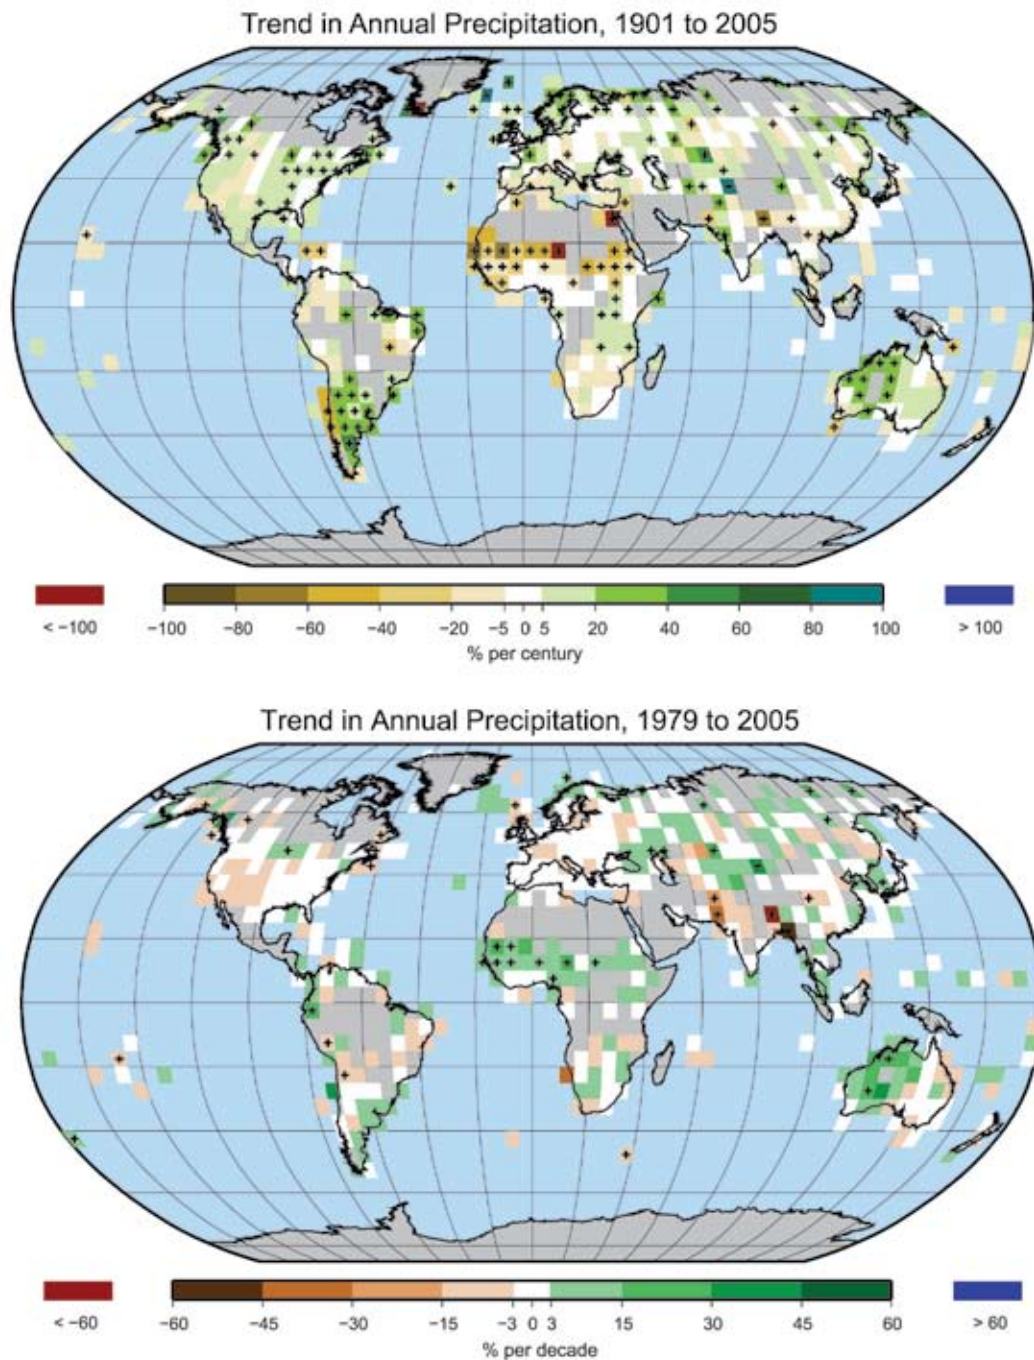 Trend in Annual Precipitation, 1901 to 2005
< −100 −100 −80 −60 −40 −20 −5 0 5 20 40 60 80 100 > 100
% per century
Trend in Annual Precipitation, 1979 to 2005
< −60 −60 −45 −30 −15 −3 0 3 15 30 45 60 > 60
% per decade